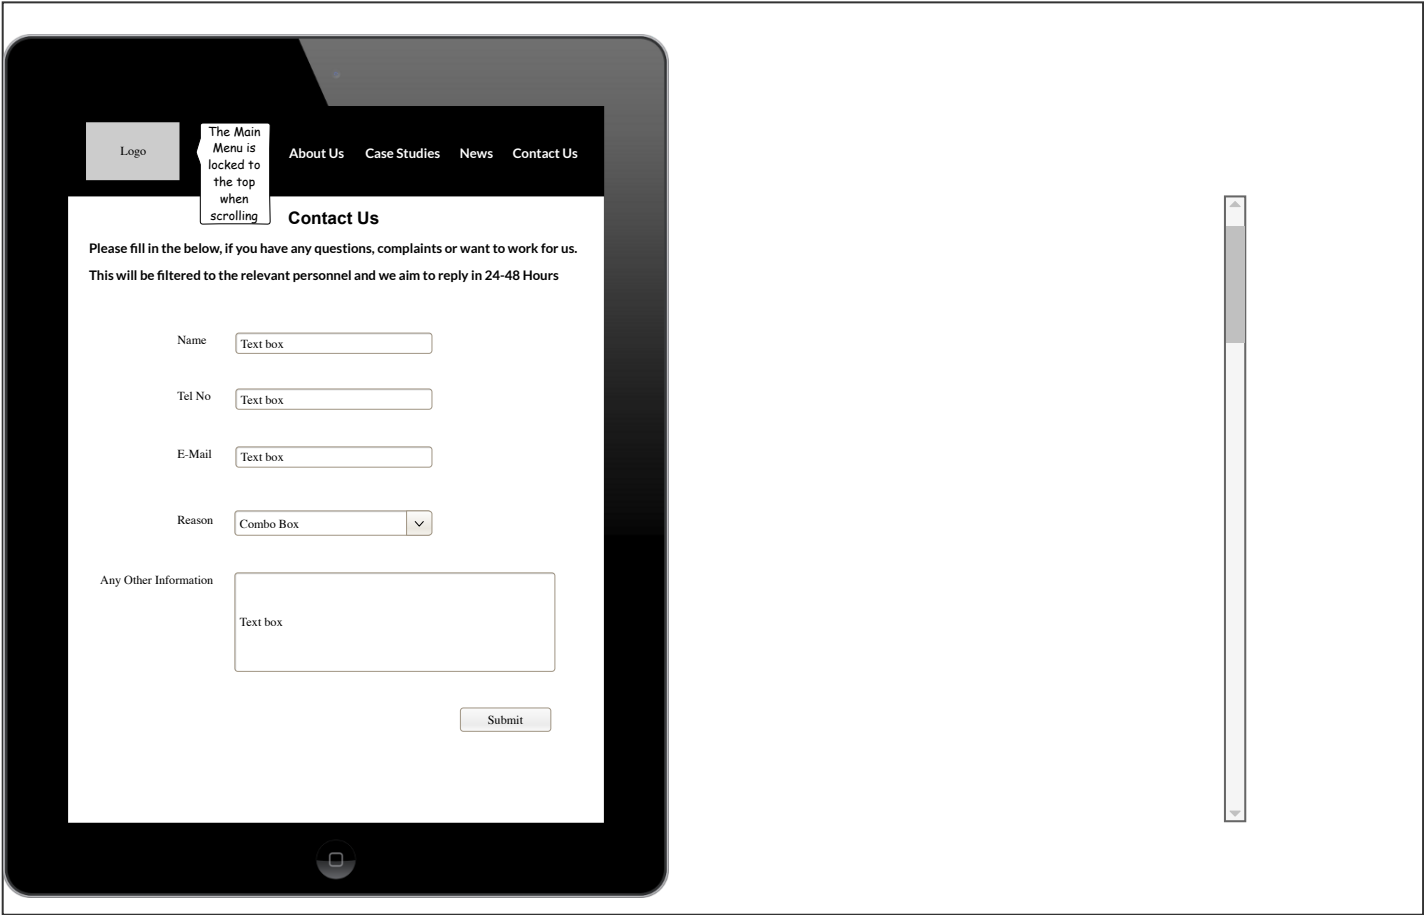 Logo
The Main
Menu is
locked to
the top
when
scrolling
About Us Case Studies News Contact Us
Contact Us
Please fill in the below, if you have any questions, complaints or want to work for us.
This will be filtered to the relevant personnel and we aim to reply in 24-48 Hours
Name
Text box
Tel No
Text box
E-Mail
Text box
Reason
Combo Box
Any Other Information
Text box
Submit